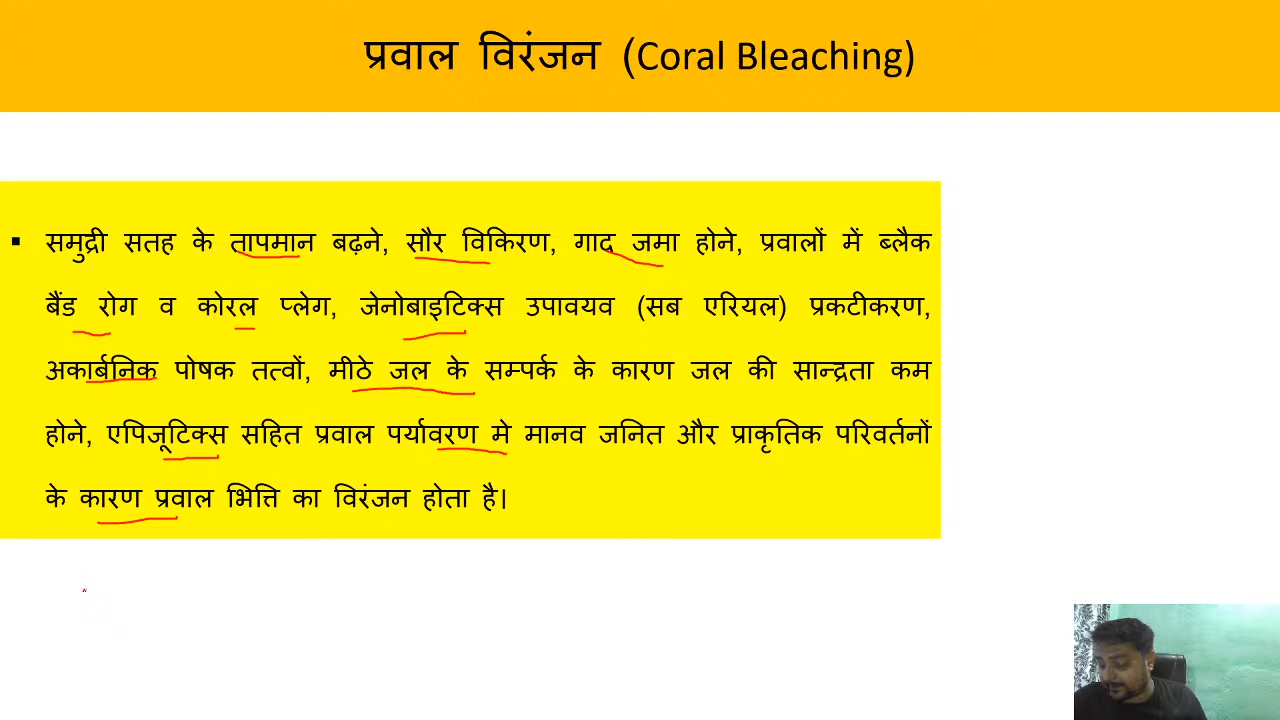 प्रवाल विरंजन (Coral Bleaching)
▪ समुद्री सतह के तापमान बढ़ने, सौर विकिरण, गाद जमा होने, प्रवालों में ब्लैक
बैंड रोग व कोरल प्लेग, जेनोबाइटिक्स उपावयव (सब एरियल) प्रकटीकरण,
अकार्बनिक पोषक तत्वों, मीठे जल के सम्पर्क के कारण जल की सान्द्रता कम
होने, एपिजूटिक्स सहित प्रवाल पर्यावरण मे मानव जनित और प्राकृतिक परिवर्तनों
के कारण प्रवाल भित्ति का विरंजन होता है।